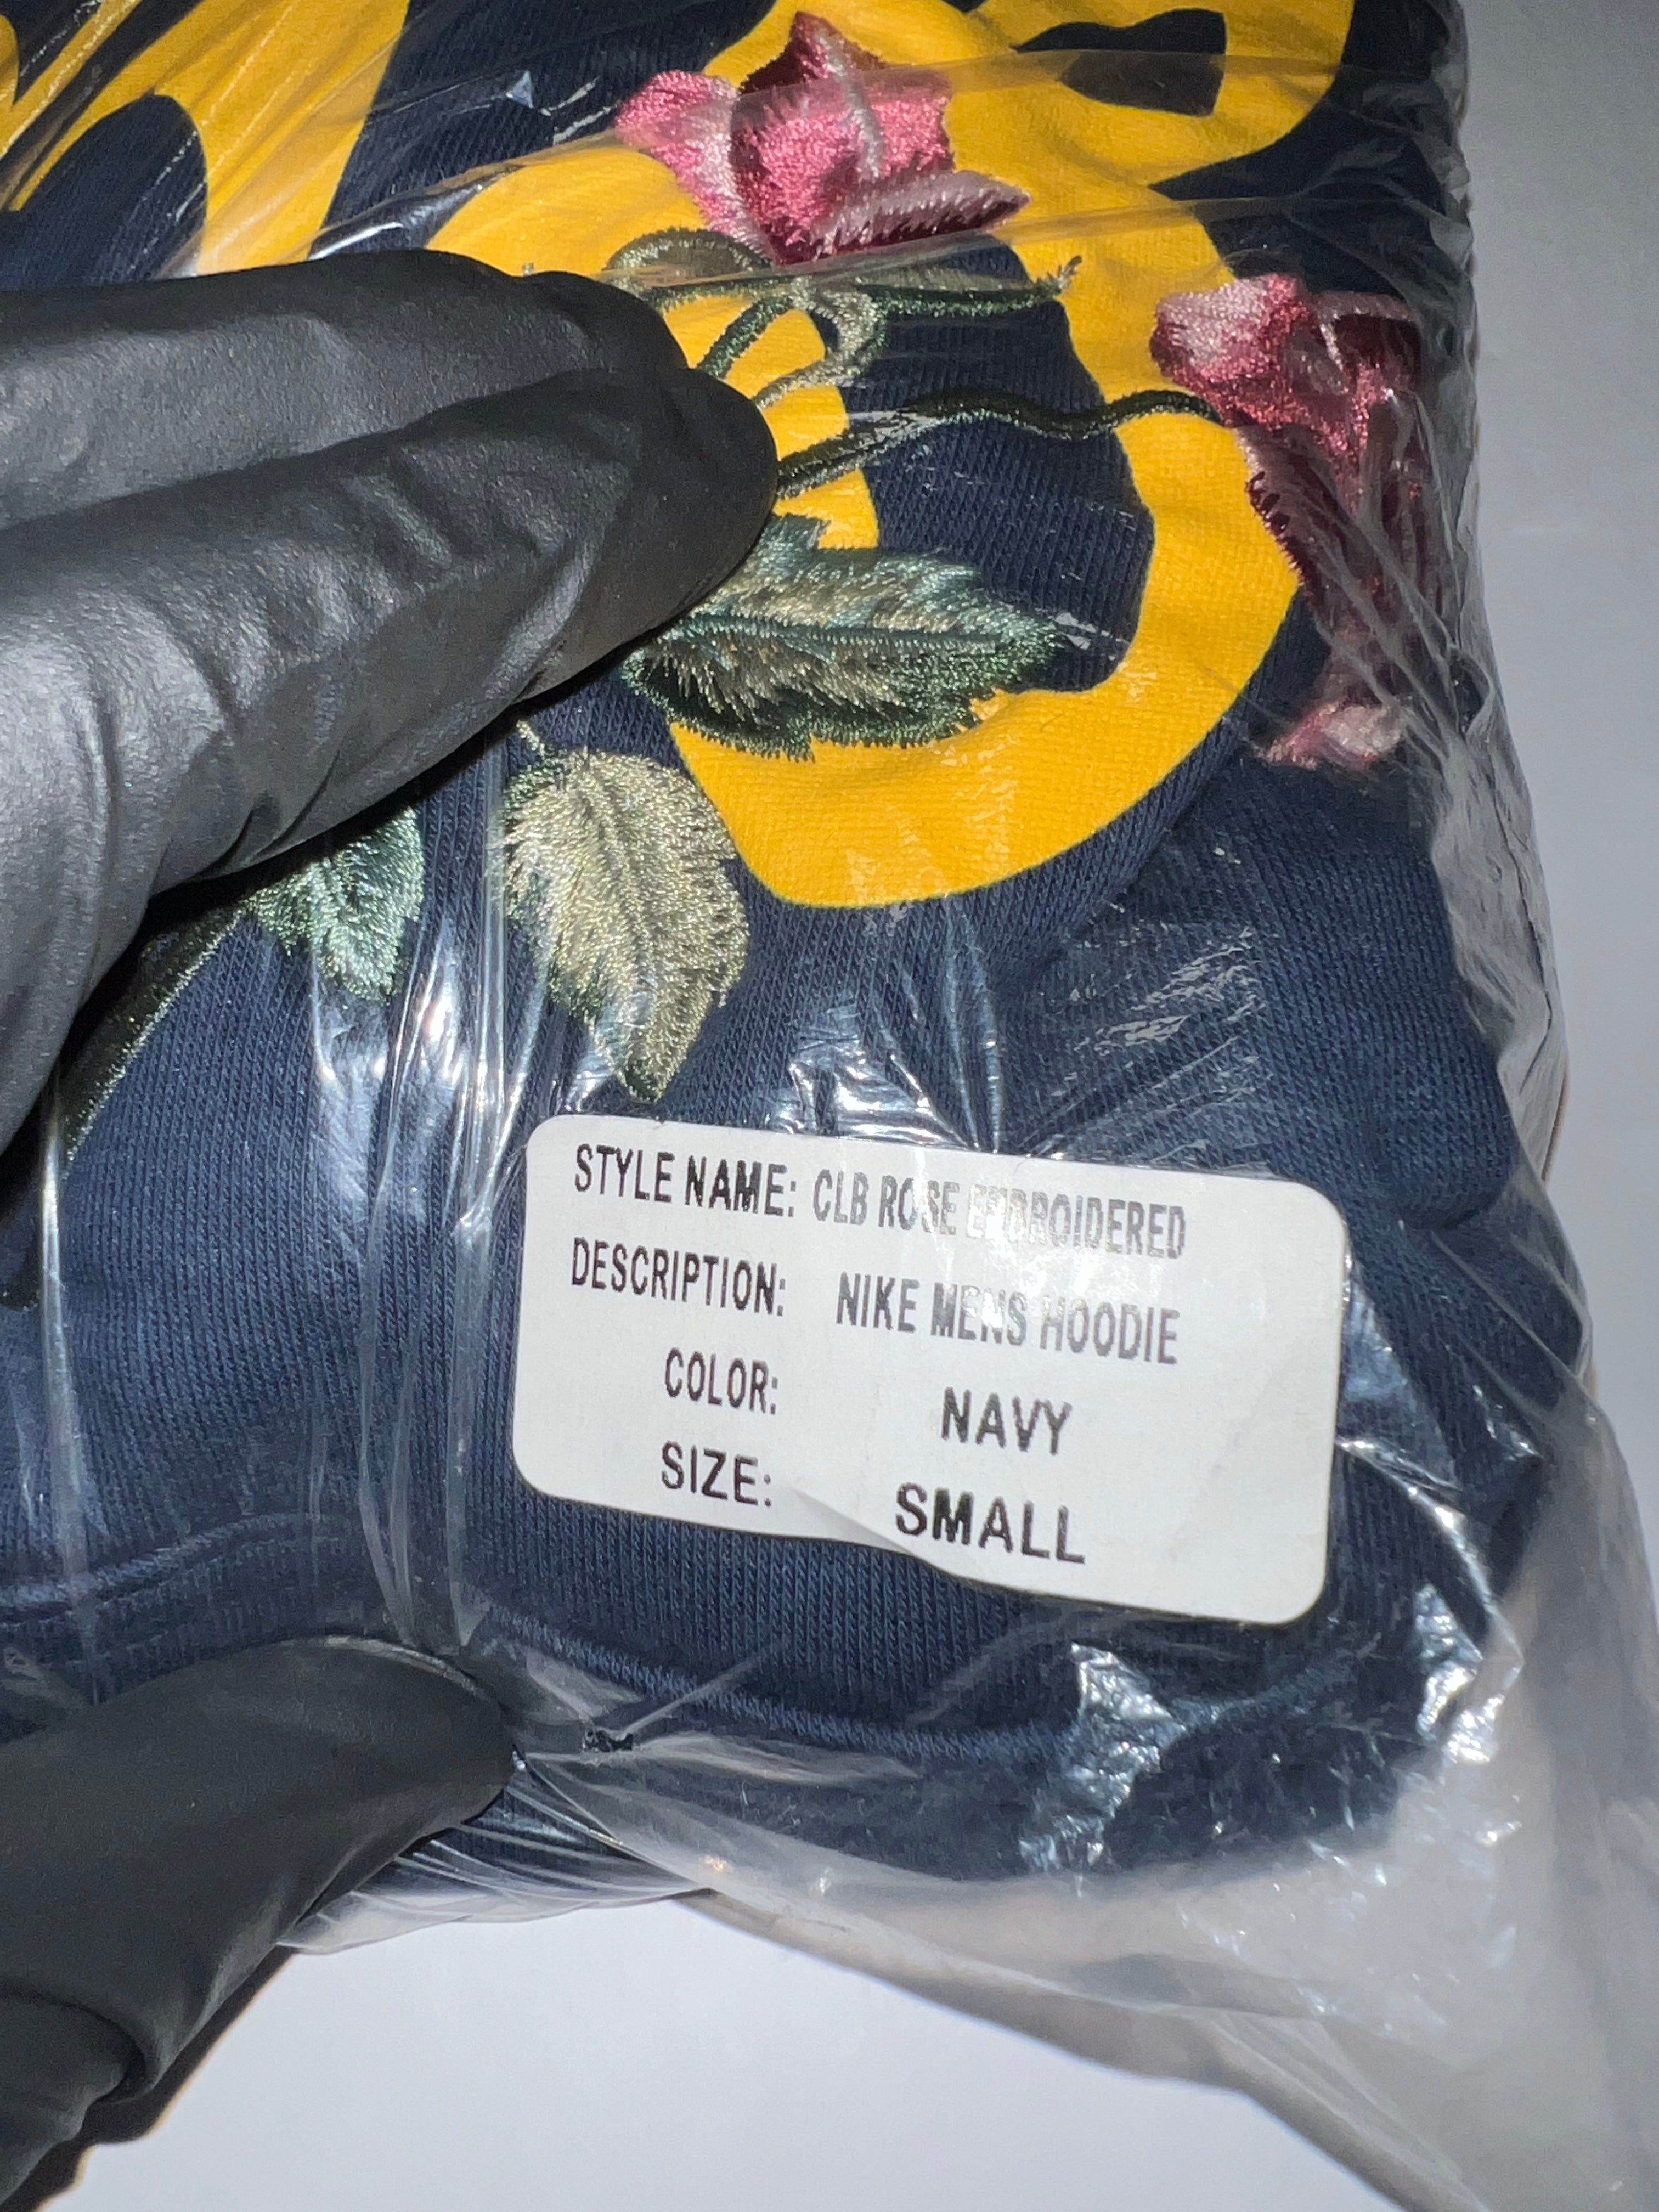 STYLE NAME: CLB ROSE EMBROIDERED
DESCRIPTION: NIKE MENS HOODIE
COLOR: NAVY
SIZE: SMALL